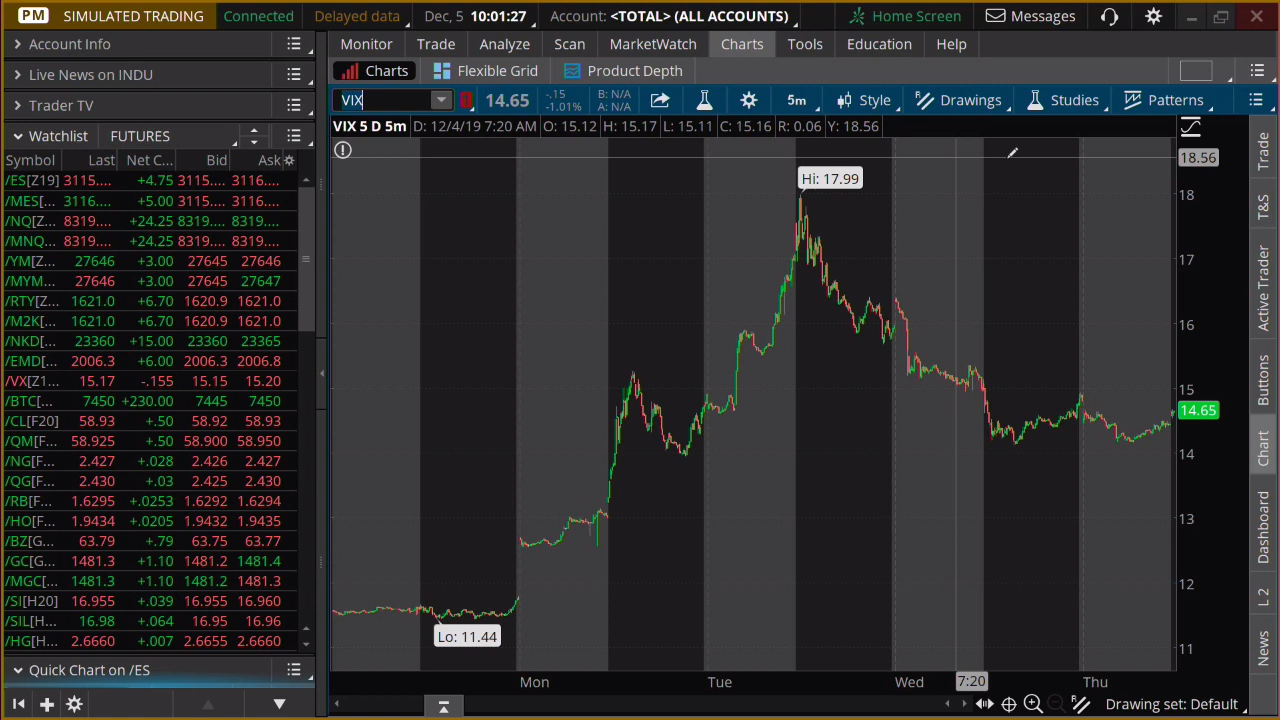 PM SIMULATED TRADING Connected Delayed data Dec, 5 10:01:27 Account: <TOTAL> (ALL ACCOUNTS) Home Screen Messages
Account Info
Live News on INDU
Trader TV
Watchlist FUTURES
Symbol Last Net C... Bid Ask
/ES[Z19] 3115.... +4.75 3115.... 3116....
/MES[... 3116.... +5.00 3115.... 3116....
/NQ[Z... 8319.... +24.25 8319.... 8319....
/MNQ... 8319.... +24.25 8319.... 8319....
/YM[Z... 27646 +3.00 27645 27646
/MYM... 27646 +3.00 27645 27647
/RTY[Z... 1621.0 +6.70 1620.9 1621.0
/M2K[... 1621.0 +6.70 1620.9 1621.0
/NKD[... 23360 +15.00 23360 23365
/EMD[... 2006.3 +6.00 2006.3 2006.8
/VX[Z1... 15.17 -.155 15.15 15.20
/BTC[... 7450 +230.00 7445 7450
/CL[F20] 58.93 +.50 58.92 58.93
/QM[F... 58.925 +.50 58.900 58.950
/NG[F... 2.427 +.028 2.426 2.427
/QG[F... 2.430 +.03 2.425 2.430
/RB[F... 1.6295 +.0253 1.6292 1.6294
/HO[F... 1.9434 +.0205 1.9432 1.9435
/BZ[G... 63.79 +.79 63.75 63.77
/GC[G... 1481.3 +1.10 1481.2 1481.4
/MGC[... 1481.3 +1.10 1481.2 1481.3
/SI[H20] 16.955 +.039 16.955 16.960
/SIL[H... 16.98 +.064 16.95 16.96
/HG[H... 2.6660 +.007 2.6655 2.6660
Quick Chart on /ES
Monitor Trade Analyze Scan MarketWatch Charts Tools Education Help
Charts Flexible Grid Product Depth
VIX 14.65 -.15 -1.01% B: N/A A: N/A 5m Style Drawings Studies Patterns
VIX 5 D 5m D: 12/4/19 7:20 AM O: 15.12 H: 15.17 L: 15.11 C: 15.16 R: 0.06 Y: 18.56
18.56
Hi: 17.99
18
17
16
15
14.65
14
13
12
Lo: 11.44
11
Mon Tue Wed 7:20 Thu
Drawing set: Default
Trade
T&S
Active Trader
Buttons
Chart
Dashboard
L 2
News